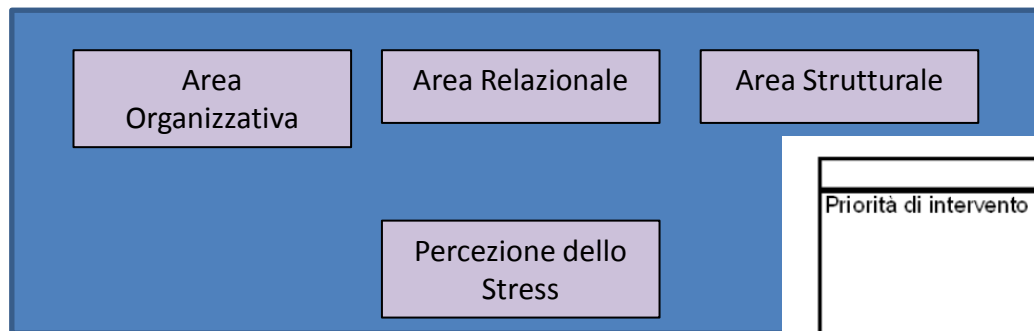 Area
Organizzativa
Area Relazionale
Area Strutturale
Priorità di intervento
Percezione dello
Stress